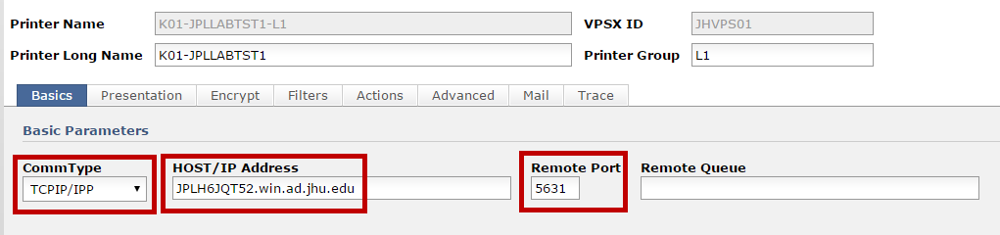 Printer Name K01-JPLLABTST1-L1 VPSX ID JHVPS01
Printer Long Name K01-JPLLABTST1 Printer Group L1
Basics Presentation Encrypt Filters Actions Advanced Mail Trace
Basic Parameters
CommType HOST/IP Address Remote Port Remote Queue
TCPIP/IPP JPLH6JQT52.win.ad.jhu.edu 5631